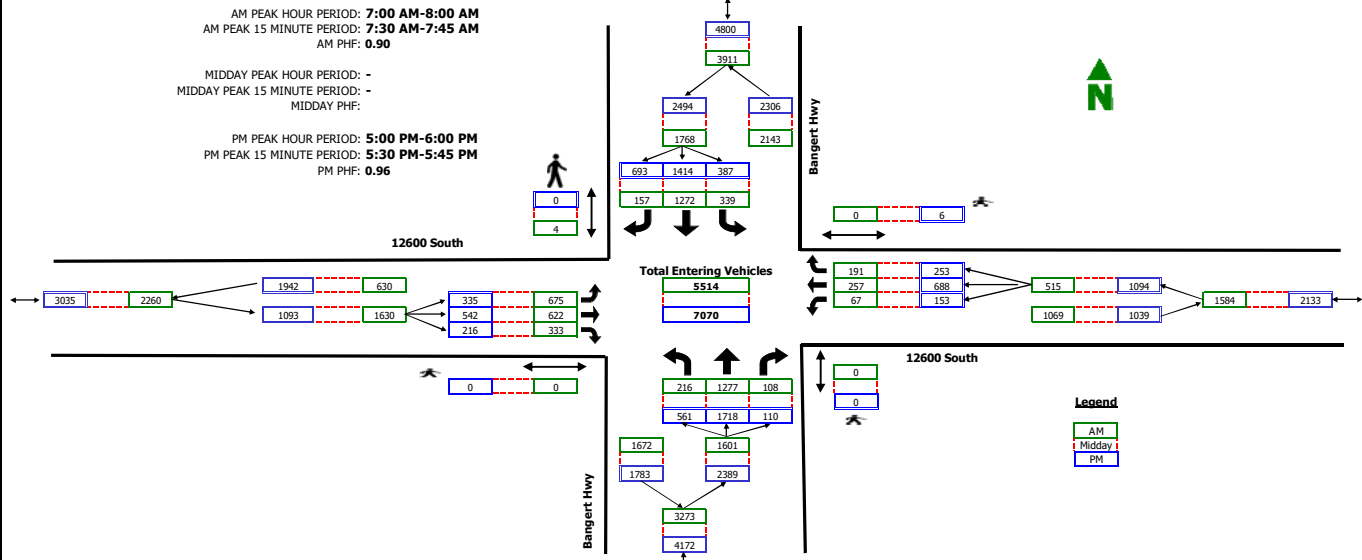 AM PEAK HOUR PERIOD: 7:00 AM-8:00 AM
AM PEAK 15 MINUTE PERIOD: 7:30 AM-7:45 AM
AM PHF: 0.90
MIDDAY PEAK HOUR PERIOD: -
MIDDAY PEAK 15 MINUTE PERIOD: -
MIDDAY PHF:
PM PEAK HOUR PERIOD: 5:00 PM-6:00 PM
PM PEAK 15 MINUTE PERIOD: 5:30 PM-5:45 PM
PM PHF: 0.96
4800
3911
2494 2306
1768 2143
693 1414 387
157 1272 339
Bangert Hwy
N
0
4
0 6
12600 South
Total Entering Vehicles
5514
7070
1942 630
3035 2260
1093 1630
335 675
542 622
216 333
191 253
257 688
67 153
515 1094
1584 2133
1069 1039
12600 South
0 0
216 1277 108
561 1718 110
0
0
1672 1601
1783 2389
3273
4172
Bangert Hwy
Legend
AM
Midday
PM